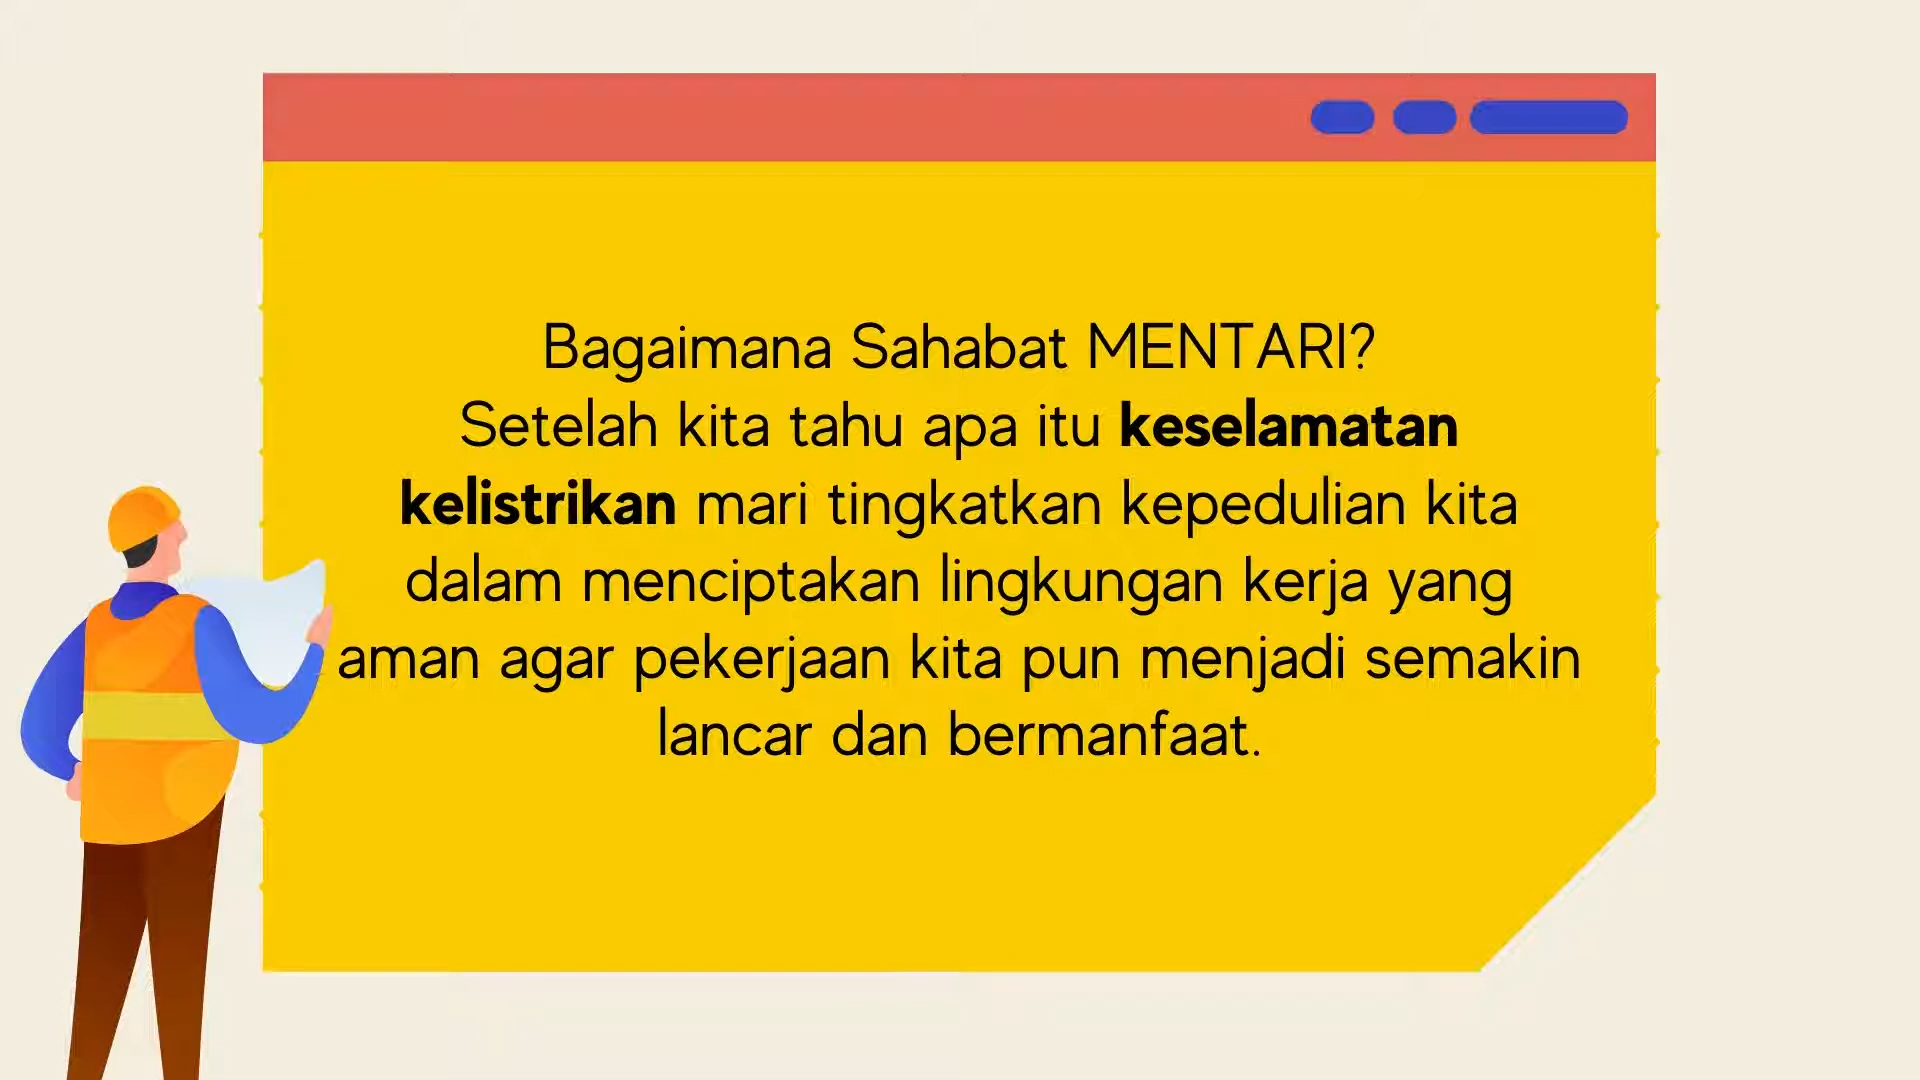 Bagaimana Sahabat MENTARI?
Setelah kita tahu apa itu keselamatan
kelistrikan mari tingkatkan kepedulian kita
dalam menciptakan lingkungan kerja yang
aman agar pekerjaan kita pun menjadi semakin
lancar dan bermanfaat.